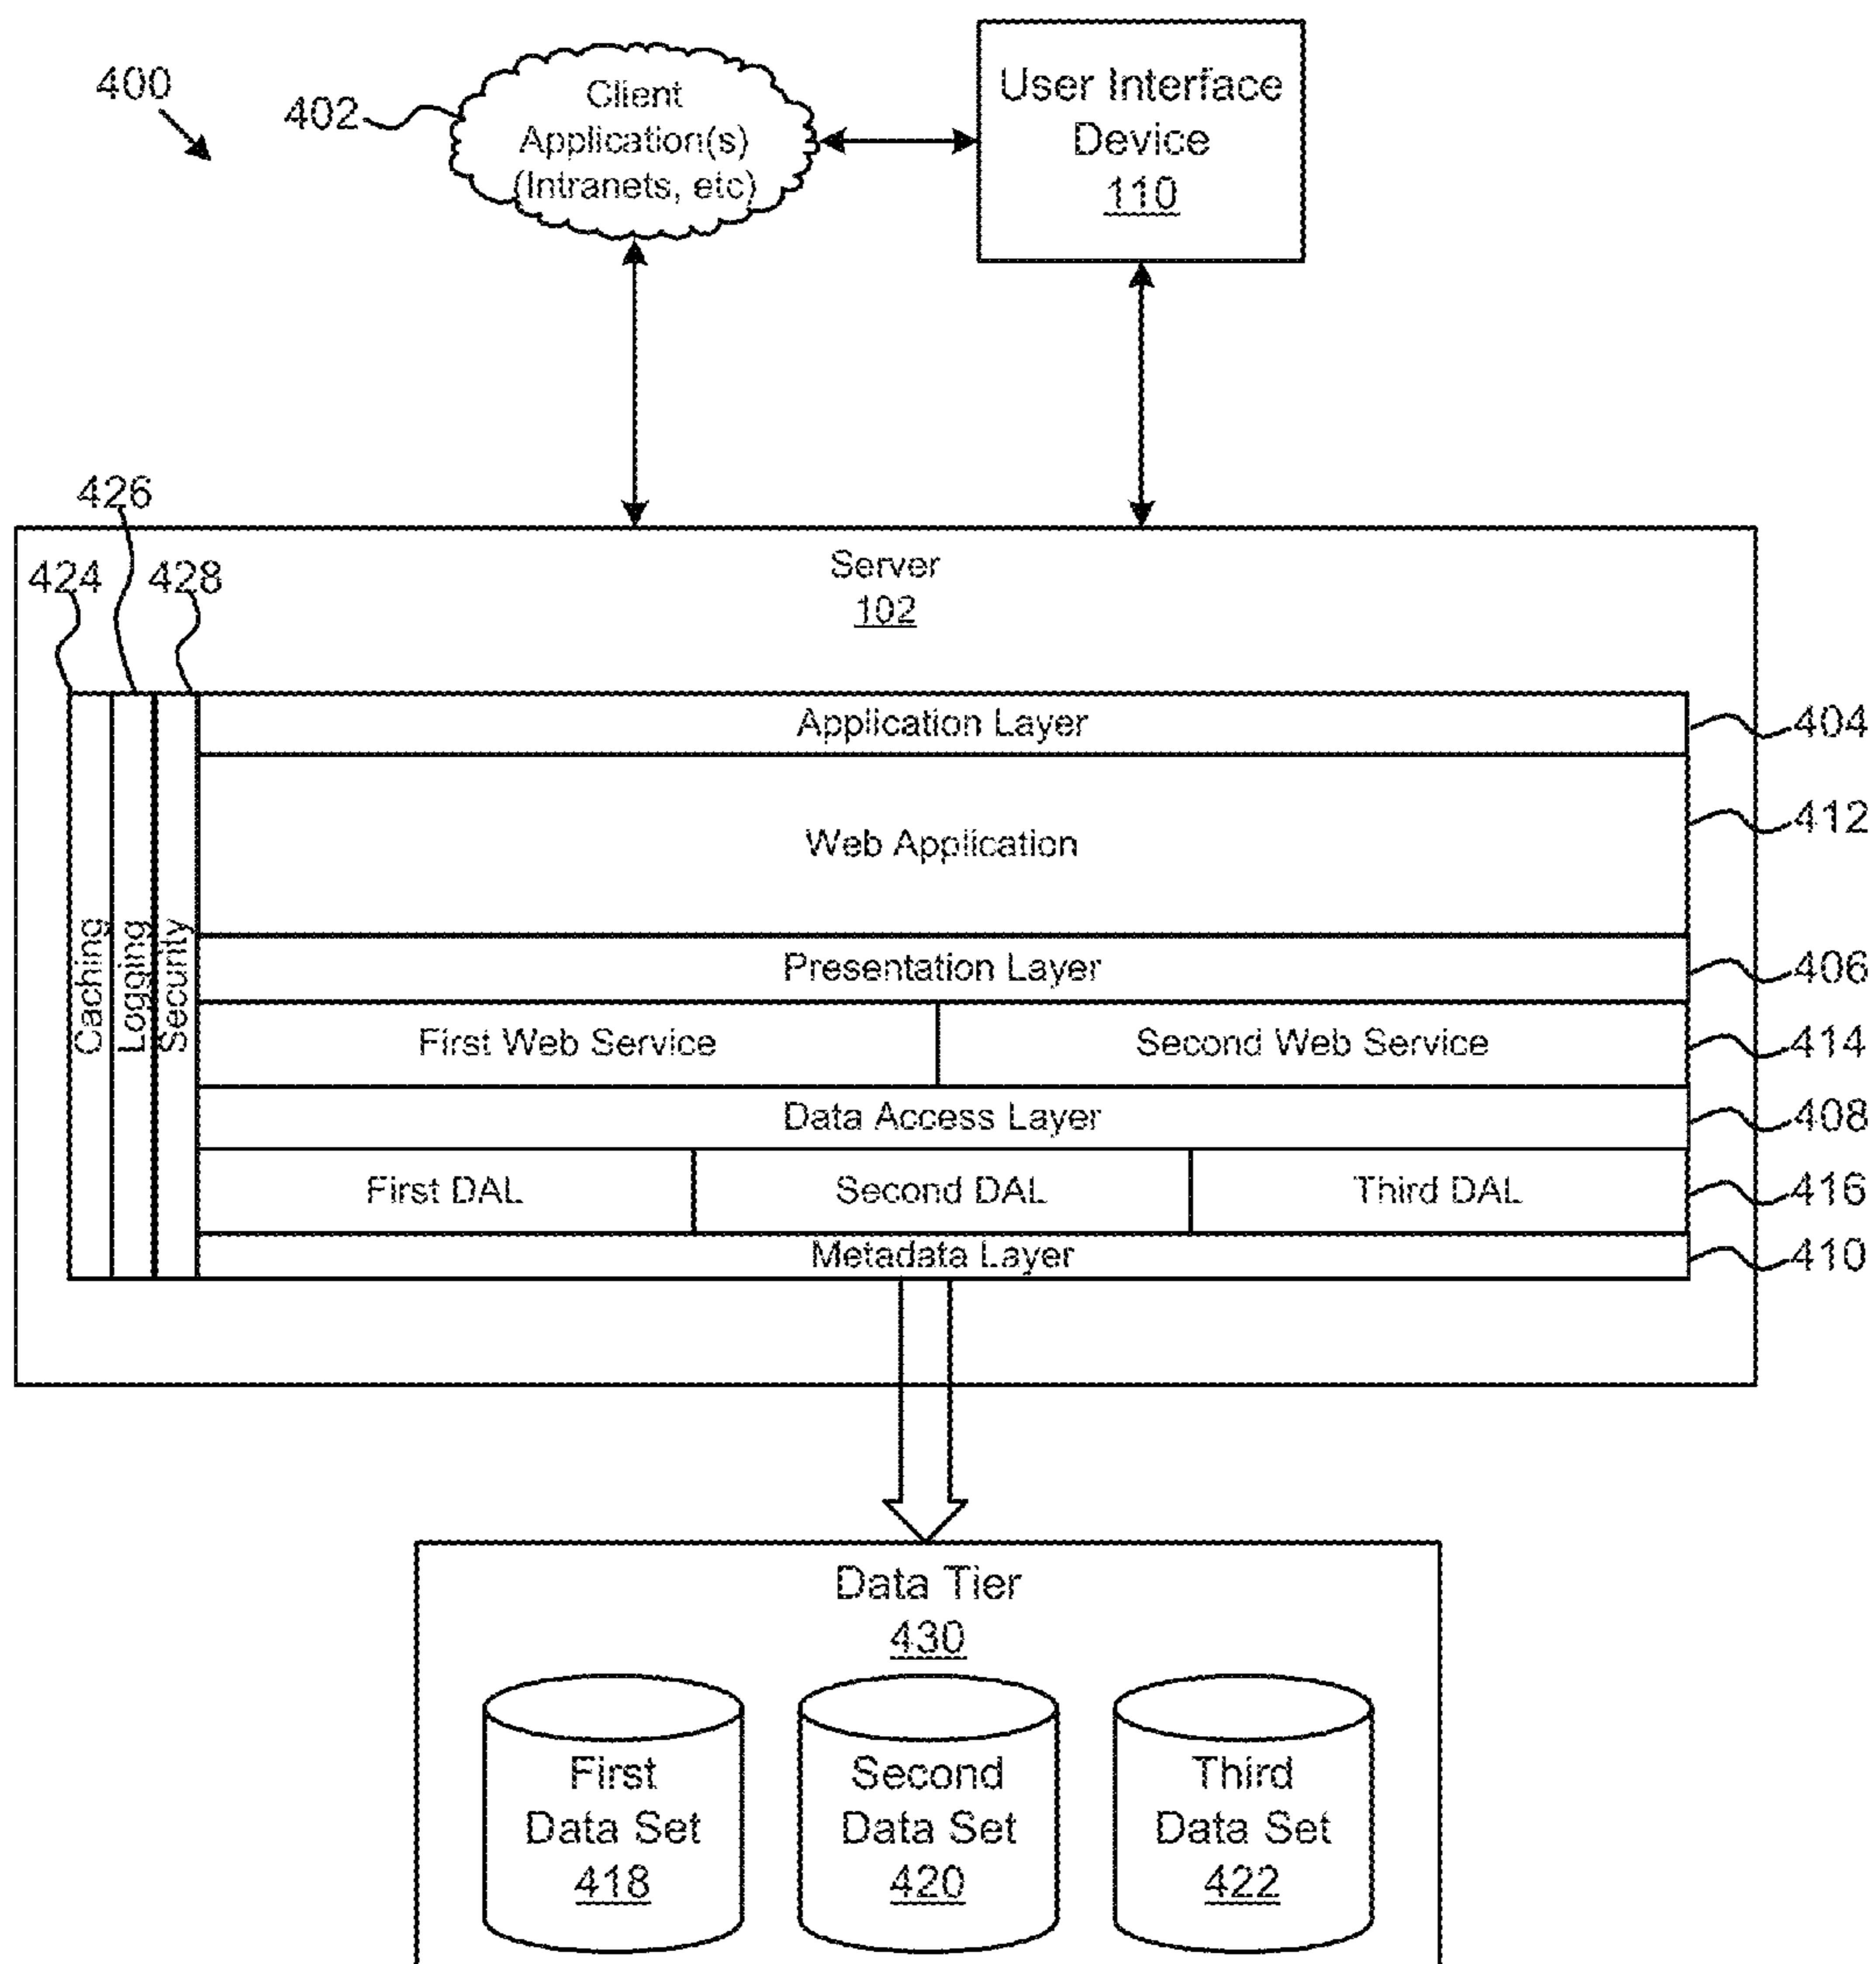 400
402
Client
Application(s)
(Intranets, etc)
User Interface
Device
110
426
424
428
Server
102
Caching
Logging
Security
Application Layer
404
Web Application
412
Presentation Layer
406
First Web Service
Second Web Service
414
Data Access Layer
408
First DAL
Second DAL
Third DAL
416
Metadata Layer
410
Data Tier
430
First
Data Set
418
Second
Data Set
420
Third
Data Set
422